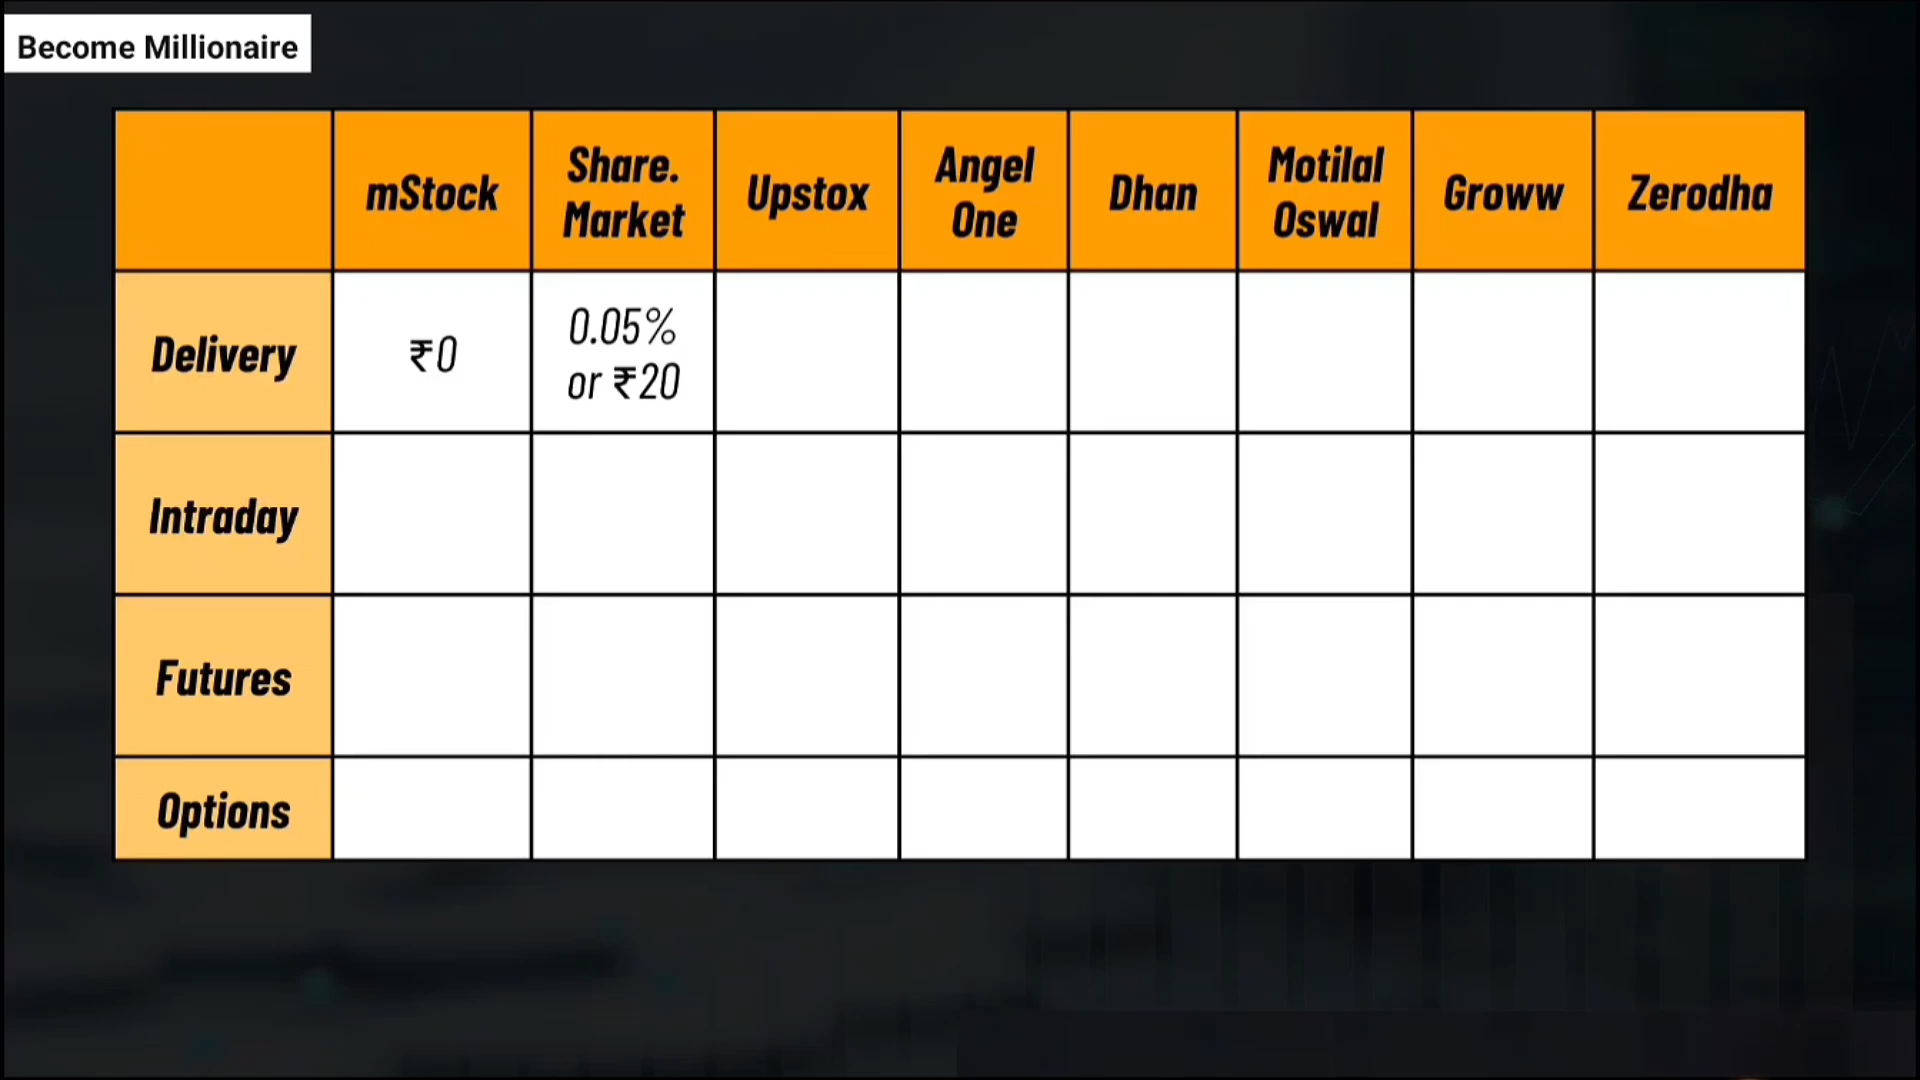 Become Millionaire
mStock
Share.
Market
Upstox
Angel
One
Dhan
Motilal
Oswal
Groww
Zerodha
Delivery
₹0
0.05%
or ₹20
Intraday
Futures
Options